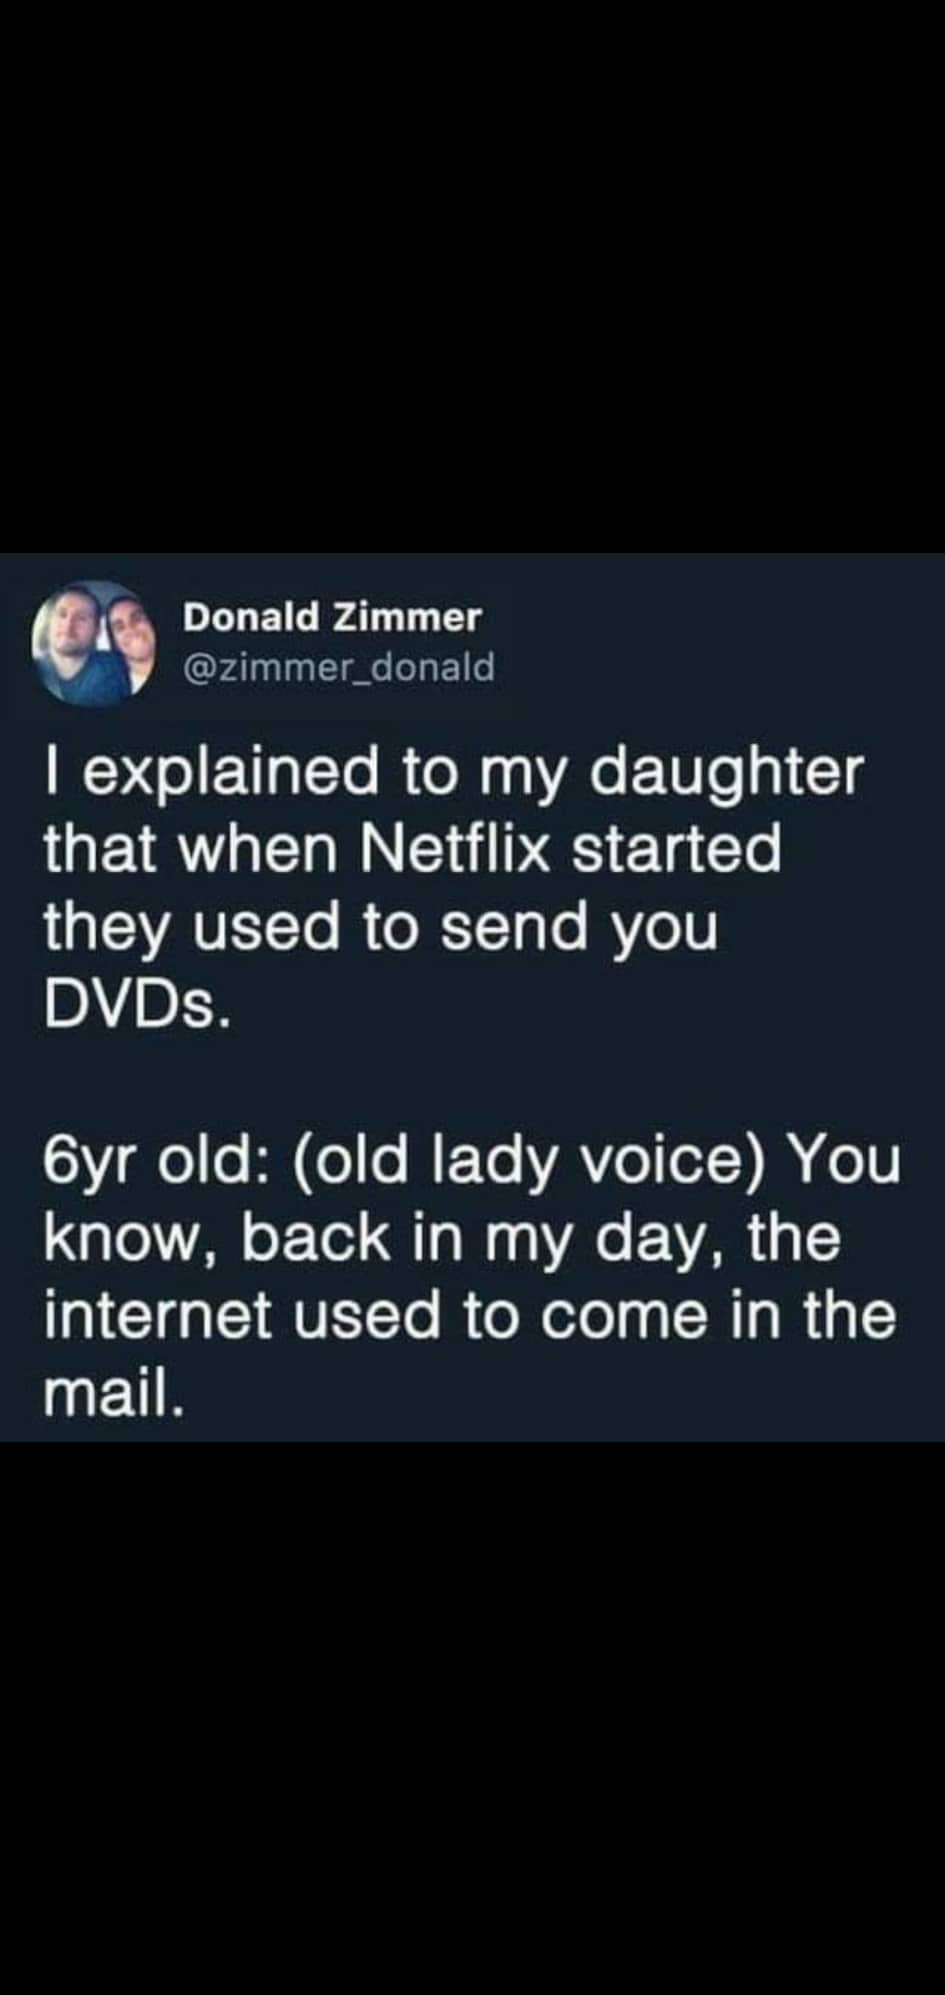 Donald Zimmer
@zimmer_donald
I explained to my daughter
that when Netflix started
they used to send you
DVDs.
6yr old: (old lady voice) You
know, back in my day, the
internet used to come in the
mail.